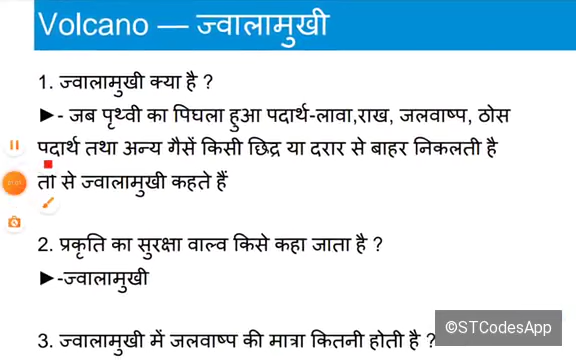 Volcano — ज्वालामुखी
1. ज्वालामुखी क्या है ?
►- जब पृथ्वी का पिघला हुआ पदार्थ-लावा,राख, जलवाष्प, ठोस
पदार्थ तथा अन्य गैसें किसी छिद्र या दरार से बाहर निकलती है
तो से ज्वालामुखी कहते हैं
2. प्रकृति का सुरक्षा वाल्व किसे कहा जाता है ?
►-ज्वालामुखी
3. ज्वालामुखी में जलवाष्प की मात्रा कितनी होती है ?
©STCodesApp